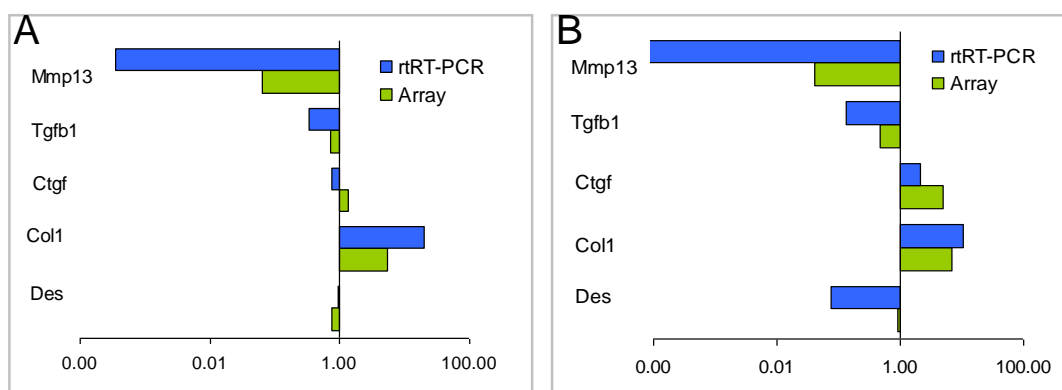 A
rtRT-PCR
Array
Mmp13
Tgfb1
Ctgf
Col1
Des
0.00 0.01 1.00 100.00
B
rtRT-PCR
Array
Mmp13
Tgfb1
Ctgf
Col1
Des
0.00 0.01 1.00 100.00